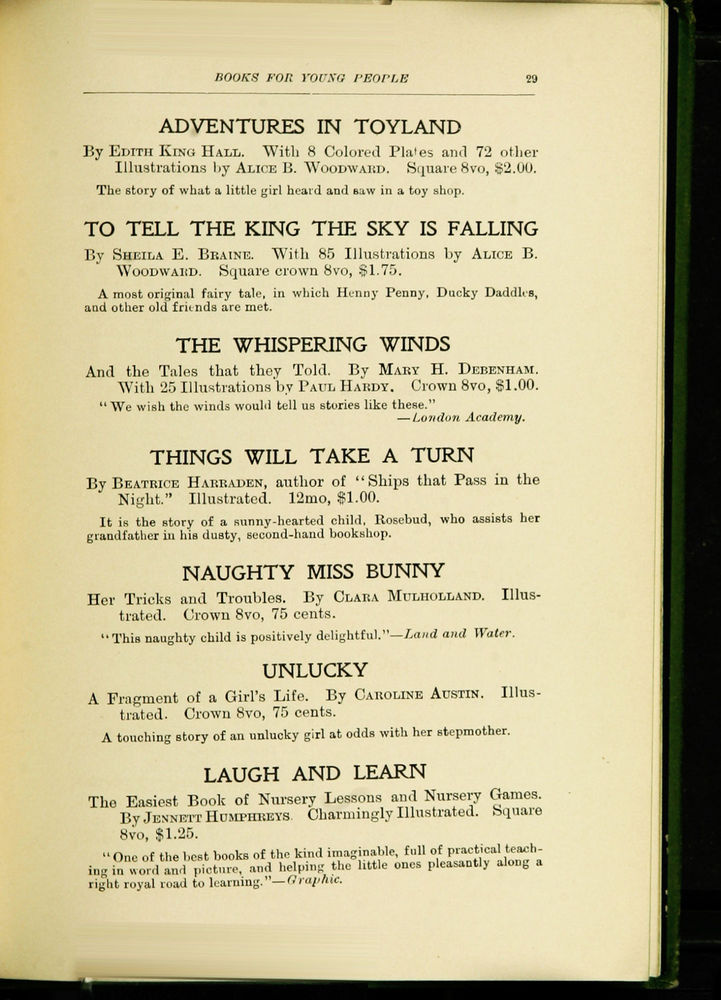 BOOKS FOR YOUNG PEOPLE 29
ADVENTURES IN TOYLAND
By EDITH KING HALL. With 8 Colored Plates and 72 other
Illustrations by ALICE B. WOODWARD. Square 8vo, $2.00.
The story of what a little girl heard and saw in a toy shop.
TO TELL THE KING THE SKY IS FALLING
By SHEILA E. BRAINE. With 85 Illustrations by ALICE B.
WOODWARD. Square crown 8vo, $1.75.
A most original fairy tale, in which Henny Penny, Ducky Daddles,
and other old friends are met.
THE WHISPERING WINDS
And the Tales that they Told. By MARY H. DEBENHAM.
With 25 Illustrations by PAUL HARDY. Crown 8vo, $1.00.
"We wish the winds would tell us stories like these."
—London Academy.
THINGS WILL TAKE A TURN
By BEATRICE HARRADEN, author of "Ships that Pass in the
Night." Illustrated. 12mo, $1.00.
It is the story of a sunny-hearted child, Rosebud, who assists her
grandfather in his dusty, second-hand bookshop.
NAUGHTY MISS BUNNY
Her Tricks and Troubles. By CLARA MULHOLLAND. Illus-
trated. Crown 8vo, 75 cents.
"This naughty child is positively delightful."—Land and Water.
UNLUCKY
A Fragment of a Girl's Life. By CAROLINE AUSTIN. Illus-
trated. Crown 8vo, 75 cents.
A touching story of an unlucky girl at odds with her stepmother.
LAUGH AND LEARN
The Easiest Book of Nursery Lessons and Nursery Games.
By JENNETT HUMPHREYS. Charmingly Illustrated. Square
8vo, $1.25.
"One of the best books of the kind imaginable, full of practical teach-
ing in word and picture, and helping the little ones pleasantly along a
right royal road to learning."—Graphic.